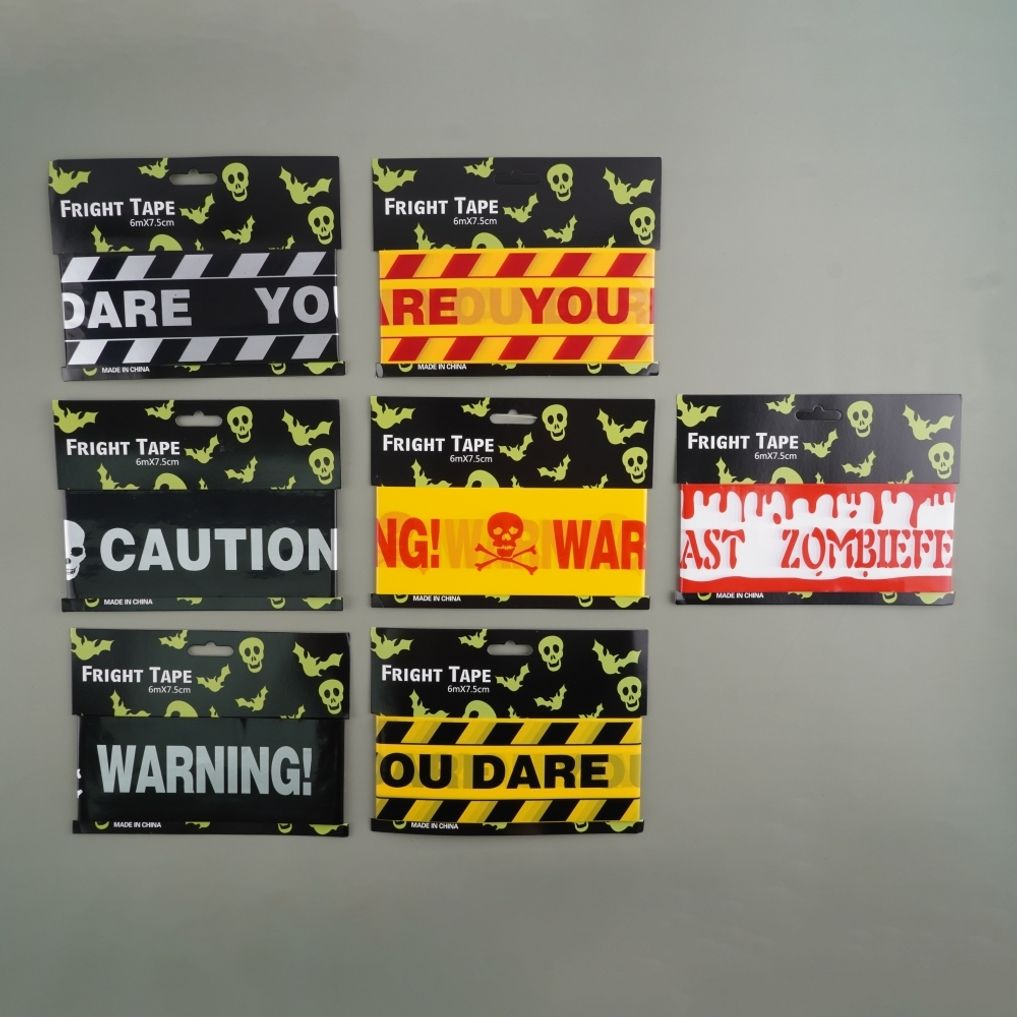 FRIGHT TAPE
6mX7.5cm
DARE YOU
MADE IN CHINA
FRIGHT TAPE
6mX7.5cm
ARE YOU
MADE IN CHINA
FRIGHT TAPE
6mX7.5cm
CAUTION
MADE IN CHINA
FRIGHT TAPE
6mX7.5cm
NG! WAR
MADE IN CHINA
FRIGHT TAPE
6mX7.5cm
AST ZOMBIEFE
MADE IN CHINA
FRIGHT TAPE
6mX7.5cm
WARNING!
MADE IN CHINA
FRIGHT TAPE
6mX7.5cm
OU DARE
MADE IN CHINA